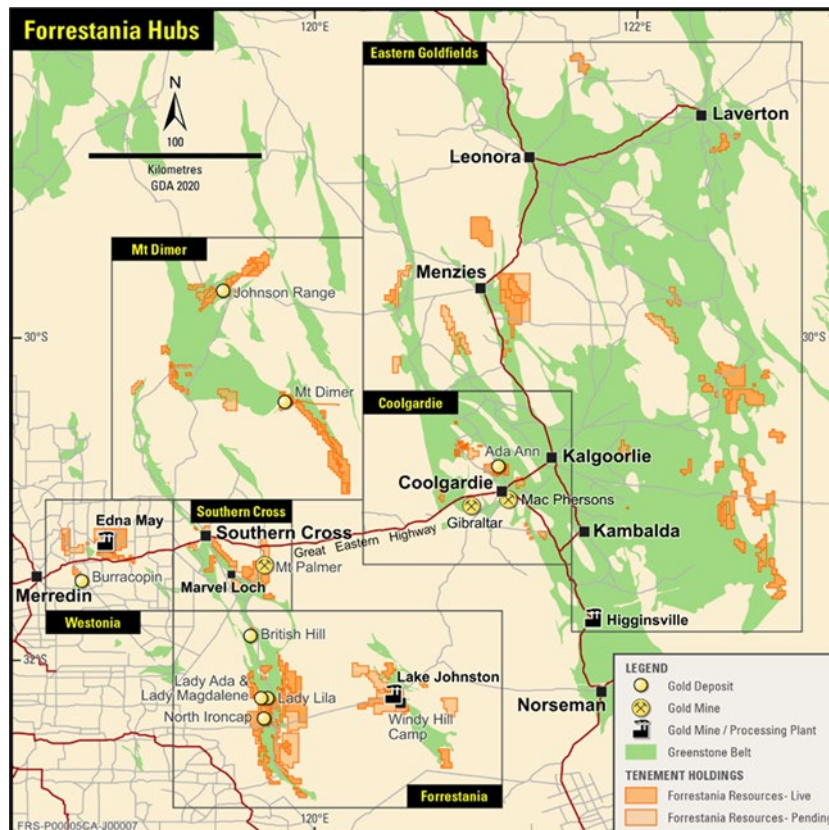 Forrestania Hubs
120°E
122°E
Eastern Goldfields
N
100
Kilometres
GDA 2020
Laverton
Leonora
Mt Dimer
Johnson Range
Menzies
30°S
30°S
Mt Dimer
Coolgardie
Ada Ann
Kalgoorlie
Coolgardie
Mac Phersons
Gibraltar
Southern Cross
Edna May
Southern Cross
Great Eastern Highway
Kambalda
Mt Palmer
Burracopin
Merredin
Marvel Loch
Westonia
Higginsville
British Hill
32°S
Lady Ada &
Lady Magdalene
Lady Lila
North Ironcap
Lake Johnston
Windy Hill
Camp
Norseman
Forrestania
LEGEND
Gold Deposit
Gold Mine
Gold Mine / Processing Plant
Greenstone Belt
TENEMENT HOLDINGS
Forrestania Resources- Live
Forrestania Resources- Pending
FRS-P00005CA-J00007
120°E